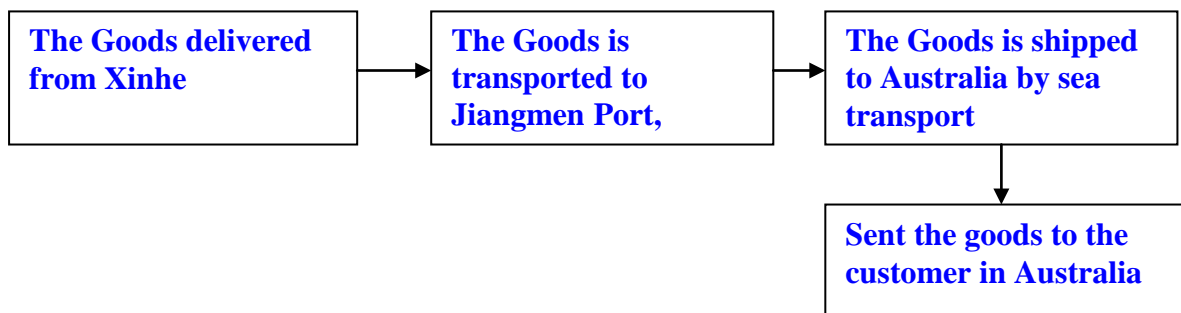 The Goods delivered
from Xinhe
The Goods is
transported to
Jiangmen Port,
The Goods is shipped
to Australia by sea
transport
Sent the goods to the
customer in Australia